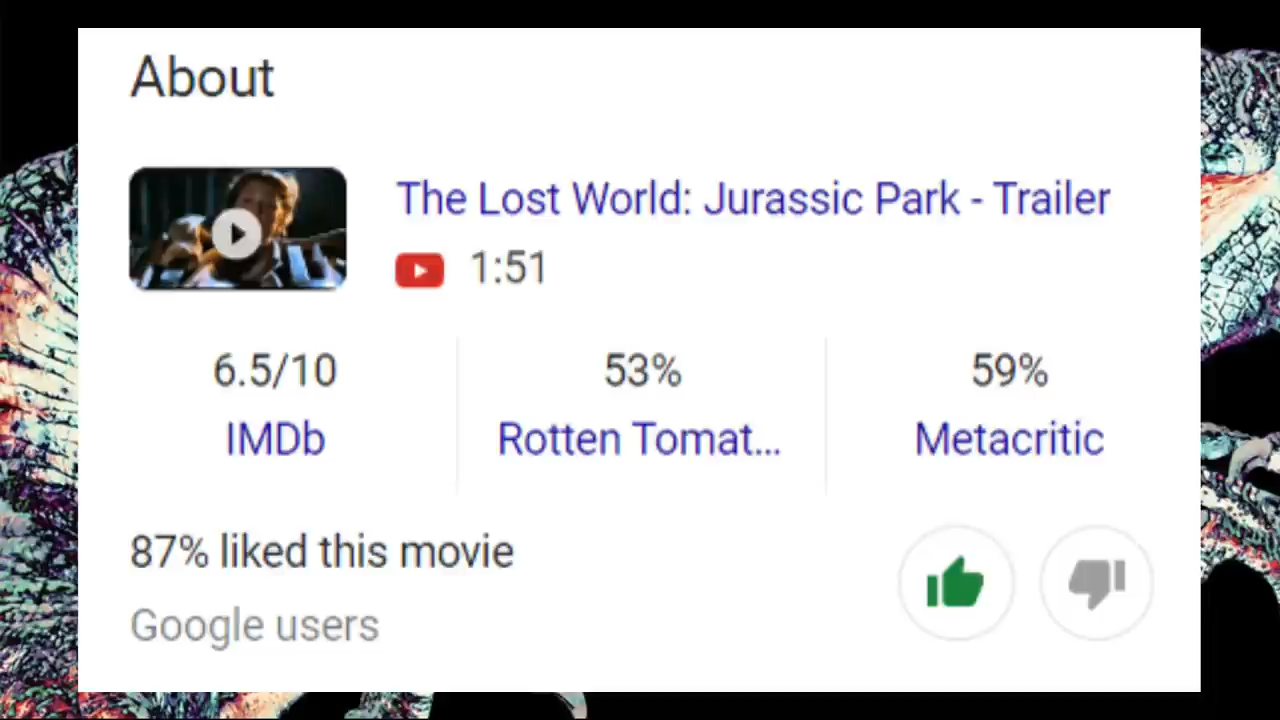 About
The Lost World: Jurassic Park - Trailer
1:51
6.5/10
53%
59%
IMDb
Rotten Tomat...
Metacritic
87% liked this movie
Google users